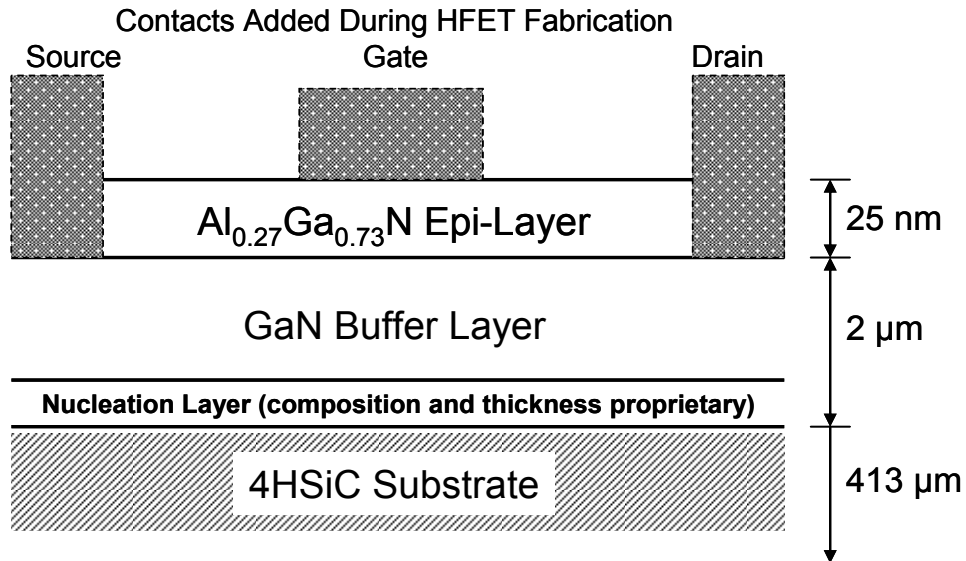 Contacts Added During HFET Fabrication
Source Gate Drain
Al0.27Ga0.73N Epi-Layer
25 nm
GaN Buffer Layer
2 µm
Nucleation Layer (composition and thickness proprietary)
4HSiC Substrate
413 µm